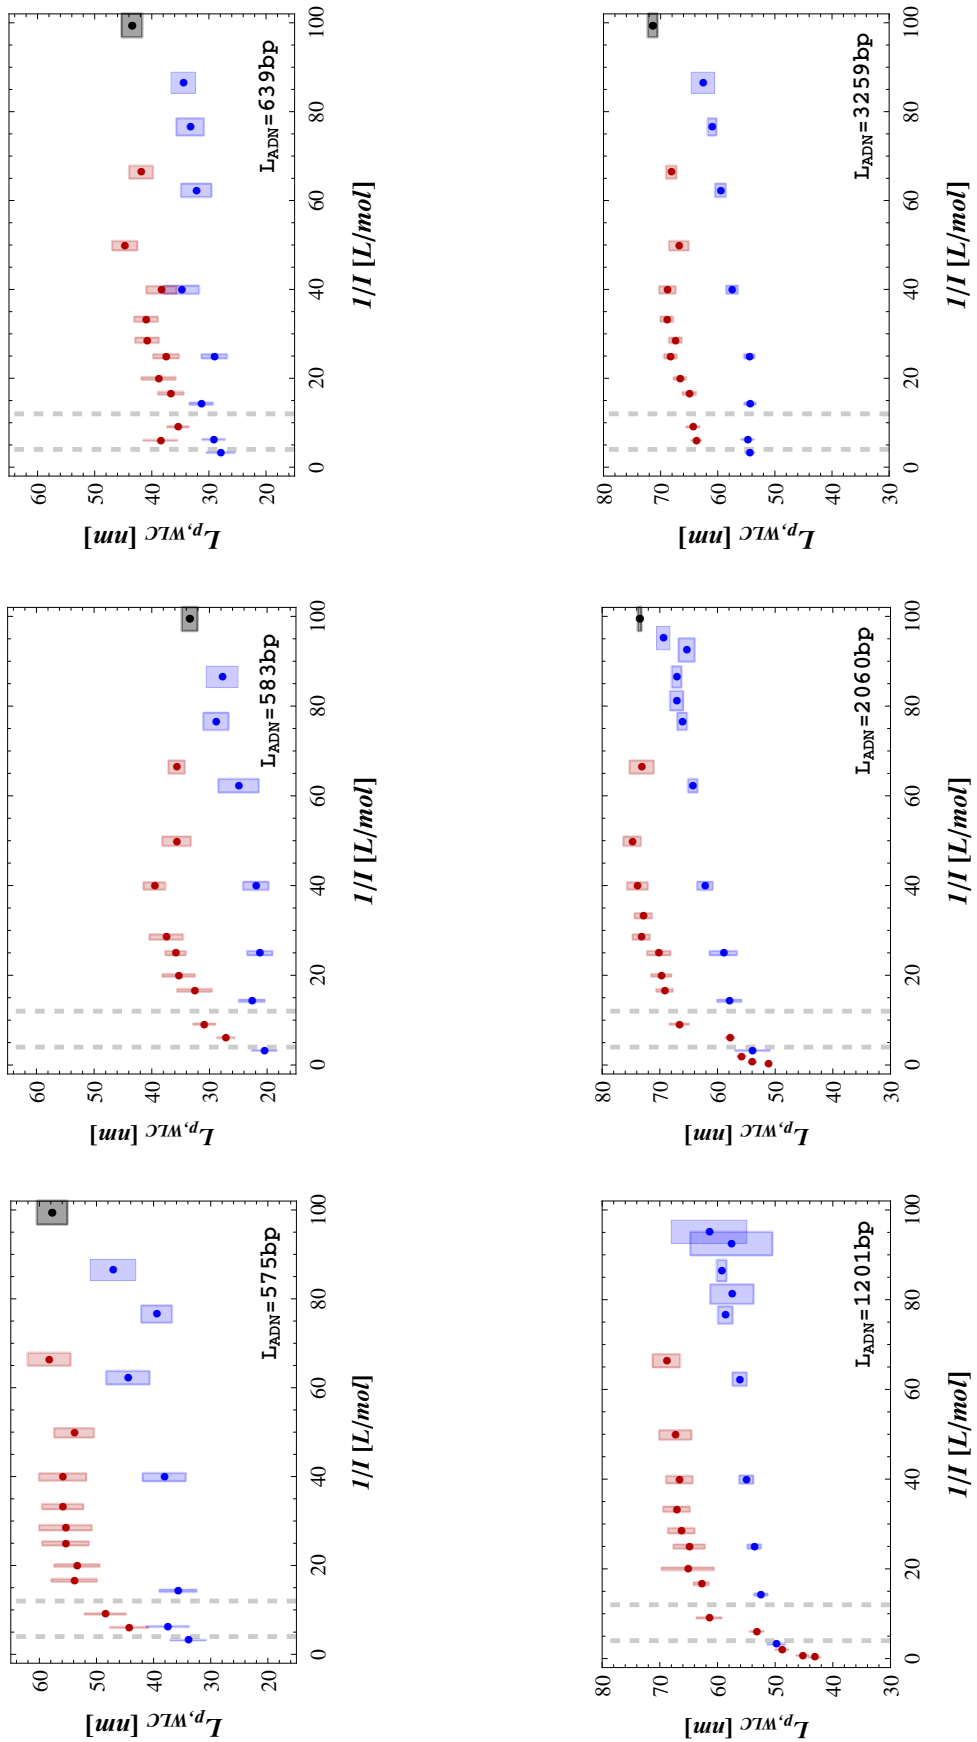 L_p,WLC [nm]
60
50
40
30
20
L_ADN=575bp
0 20 40 60 80 100
1/I [L/mol]
L_p,WLC [nm]
60
50
40
30
20
L_ADN=583bp
0 20 40 60 80 100
1/I [L/mol]
L_p,WLC [nm]
60
50
40
30
20
L_ADN=639bp
0 20 40 60 80 100
1/I [L/mol]
L_p,WLC [nm]
80
70
60
50
40
30
L_ADN=1201bp
0 20 40 60 80 100
1/I [L/mol]
L_p,WLC [nm]
80
70
60
50
40
30
L_ADN=2060bp
0 20 40 60 80 100
1/I [L/mol]
L_p,WLC [nm]
80
70
60
50
40
30
L_ADN=3259bp
0 20 40 60 80 100
1/I [L/mol]